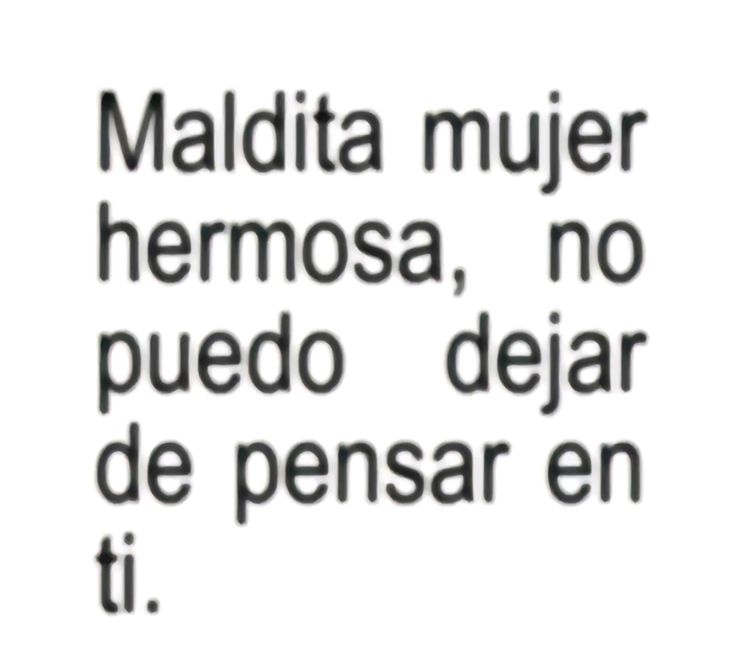 Maldita mujer
hermosa, no
puedo dejar
de pensar en
ti.